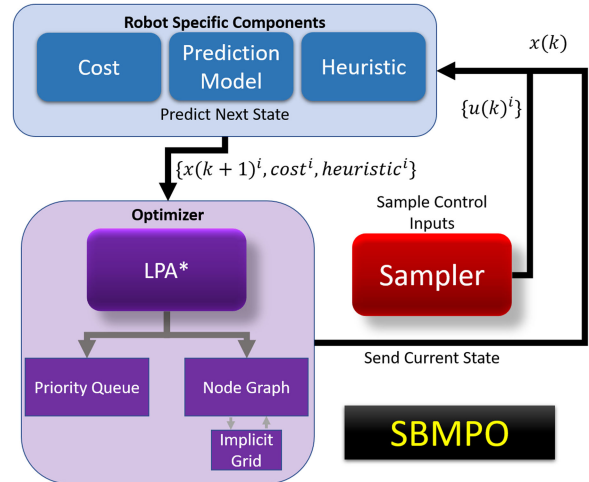 Robot Specific Components
Cost
Prediction
Model
Heuristic
Predict Next State
x(k)
{u(k)^i}
{x(k + 1)^i, cost^i, heuristic^i}
Optimizer
LPA*
Priority Queue
Node Graph
Implicit
Grid
Sample Control
Inputs
Sampler
Send Current State
SBMPO